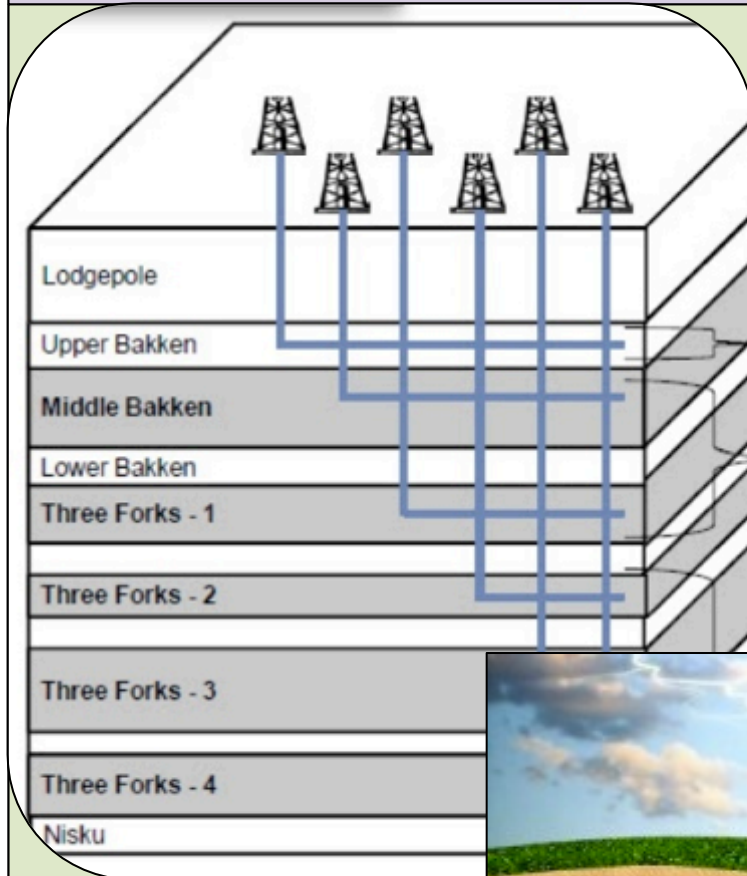 Lodgepole
Upper Bakken
Middle Bakken
Lower Bakken
Three Forks - 1
Three Forks - 2
Three Forks - 3
Three Forks - 4
Nisku